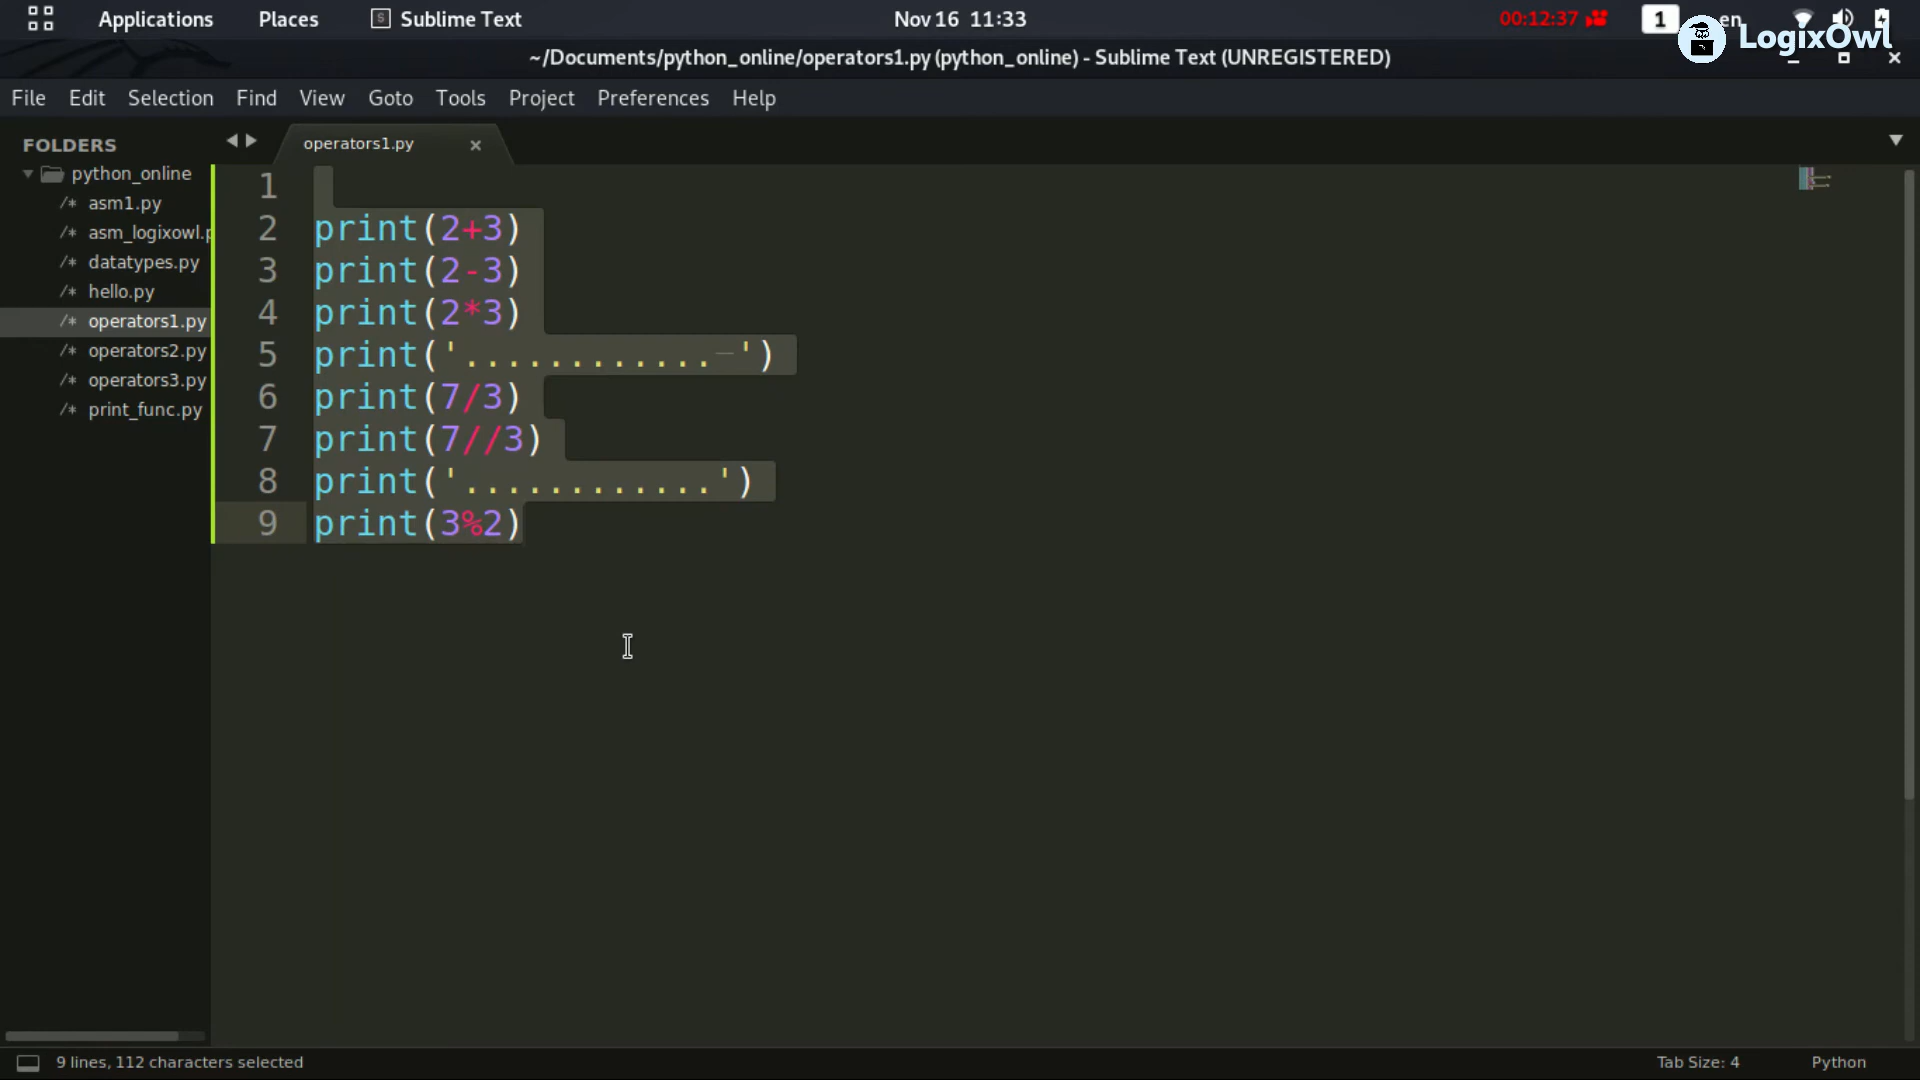 Applications Places Sublime Text Nov 16 11:33 00:12:37 1 en
LogixOwl
~/Documents/python_online/operators1.py (python_online) - Sublime Text (UNREGISTERED)
File Edit Selection Find View Goto Tools Project Preferences Help
FOLDERS
python_online
/* asm1.py
/* asm_logixowl.p
/* datatypes.py
/* hello.py
/* operators1.py
/* operators2.py
/* operators3.py
/* print_func.py
operators1.py
1
2 print(2+3)
3 print(2-3)
4 print(2*3)
5 print('............ ')
6 print(7/3)
7 print(7//3)
8 print('............')
9 print(3%2)
9 lines, 112 characters selected
Tab Size: 4 Python